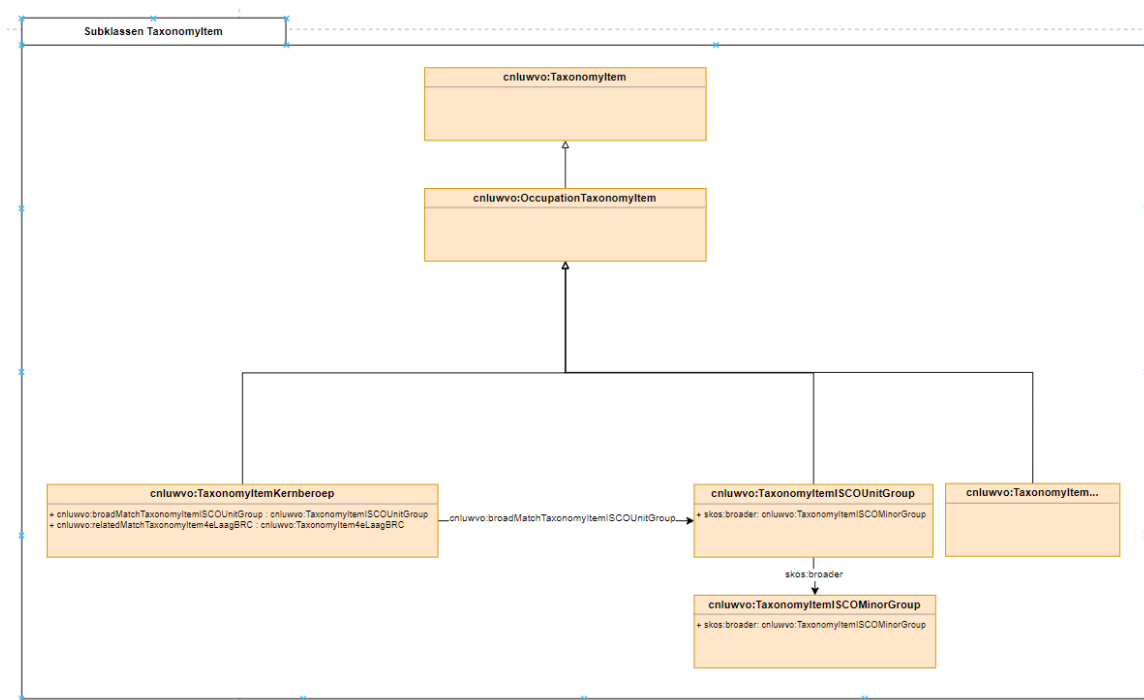 Subklassen TaxonomyItem
cnluwvo:TaxonomyItem
cnluwvo:OccupationTaxonomyItem
cnluwvo:TaxonomyItemKernberoep
+ cnluwvo:broadMatchTaxonomyItemISCOUnitGroup : cnluwvo:TaxonomyItemISCOUnitGroup
+ cnluwvo:relatedMatchTaxonomyItem4eLaagBRC : cnluwvo:TaxonomyItem4eLaagBRC
cnluwvo:broadMatchTaxonomyItemISCOUnitGroup
cnluwvo:TaxonomyItemISCOUnitGroup
+ skos:broader: cnluwvo:TaxonomyItemISCOMinorGroup
cnluwvo:TaxonomyItem...
skos:broader
cnluwvo:TaxonomyItemISCOMinorGroup
+ skos:broader: cnluwvo:TaxonomyItemISCOMinorGroup